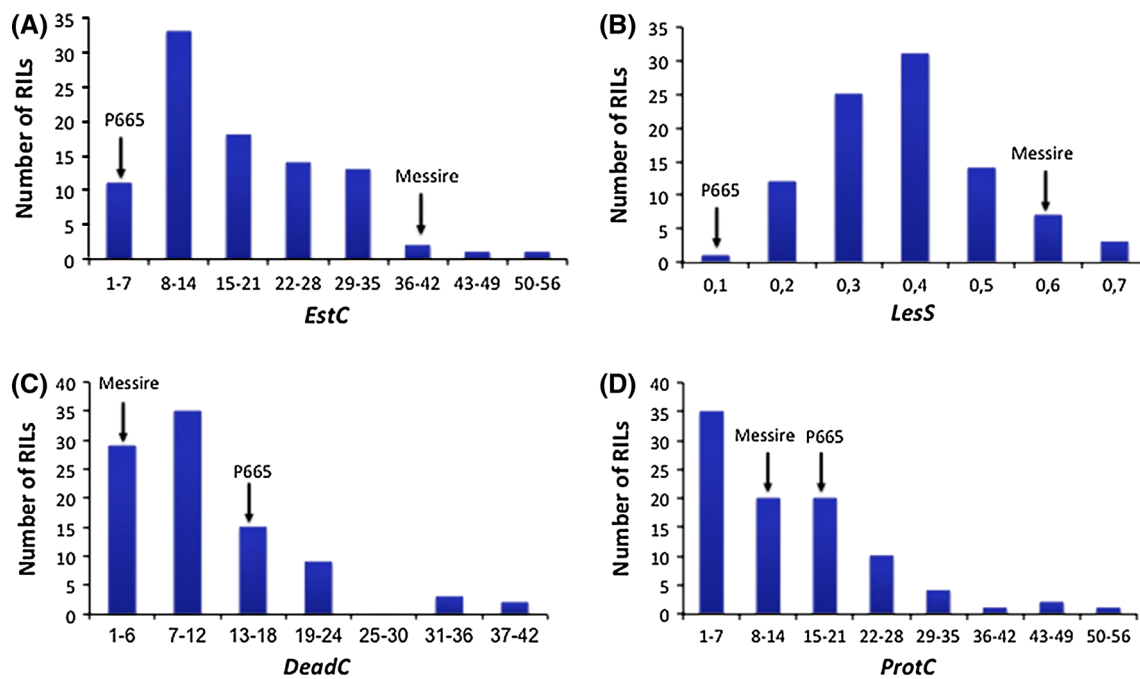 (A)
Number of RILs
35
30
25
20
15
10
5
0
P665
Messire
1-7 8-14 15-21 22-28 29-35 36-42 43-49 50-56
EstC
(B)
Number of RILs
35
30
25
20
15
10
5
0
P665
Messire
0,1 0,2 0,3 0,4 0,5 0,6 0,7
LesS
(C)
Number of RILs
40
35
30
25
20
15
10
5
0
Messire
P665
1-6 7-12 13-18 19-24 25-30 31-36 37-42
DeadC
(D)
Number of RILs
40
35
30
25
20
15
10
5
0
Messire P665
1-7 8-14 15-21 22-28 29-35 36-42 43-49 50-56
ProtC